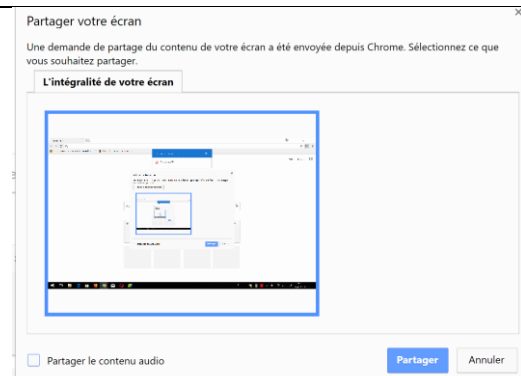 Partager votre écran
Une demande de partage du contenu de votre écran a été envoyée depuis Chrome. Sélectionnez ce que
vous souhaitez partager.
L'intégralité de votre écran
Partager le contenu audio
Partager
Annuler